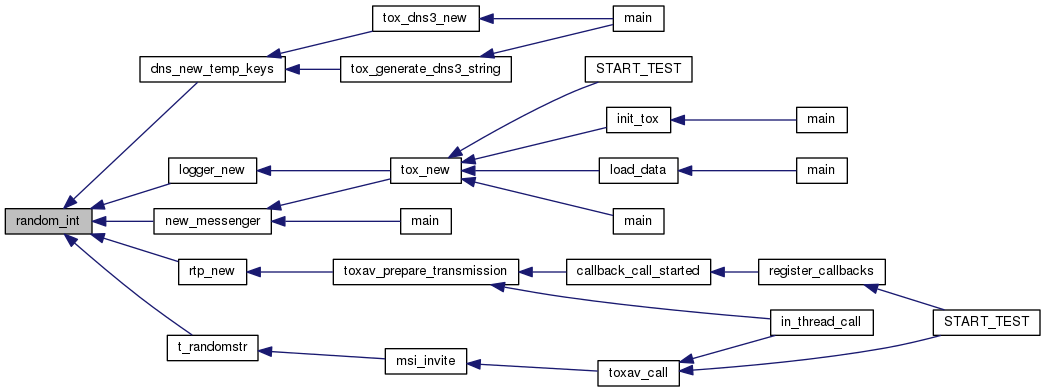 tox_dns3_new
main
dns_new_temp_keys
tox_generate_dns3_string
START_TEST
init_tox
main
logger_new
tox_new
load_data
main
random_int
new_messenger
main
main
rtp_new
toxav_prepare_transmission
callback_call_started
register_callbacks
in_thread_call
START_TEST
t_randomstr
msi_invite
toxav_call